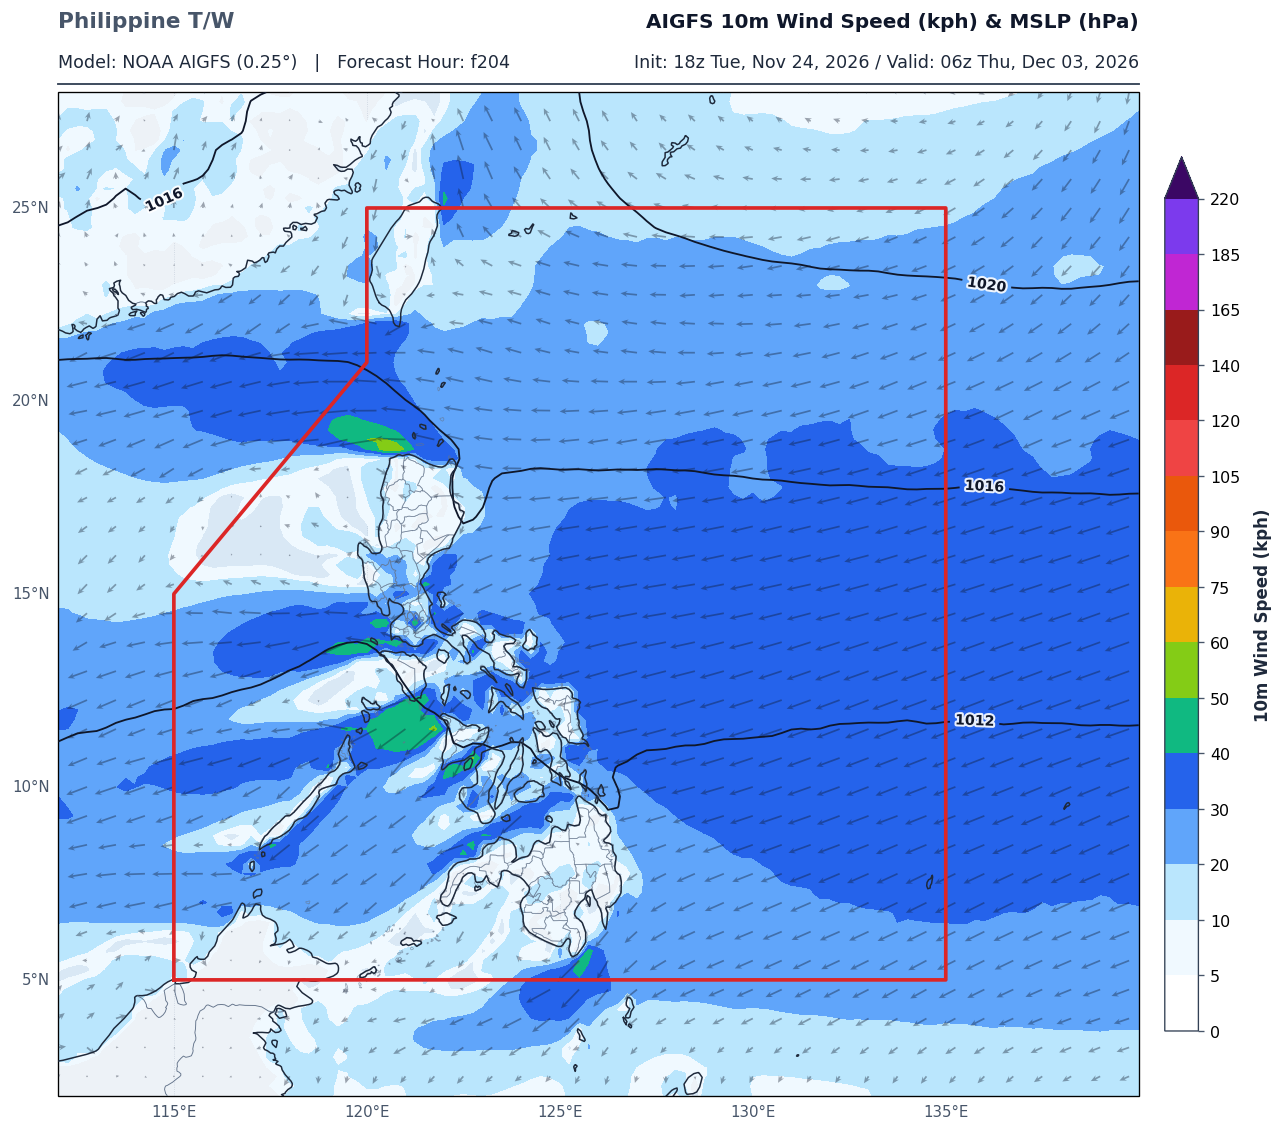 Philippine T/W
AIGFS 10m Wind Speed (kph) & MSLP (hPa)
Model: NOAA AIGFS (0.25°) | Forecast Hour: f204
Init: 18z Tue, Nov 24, 2026 / Valid: 06z Thu, Dec 03, 2026
25°N
20°N
15°N
10°N
5°N
115°E
120°E
125°E
130°E
135°E
1016
1020
1016
1012
220
185
165
140
120
105
90
75
60
50
40
30
20
10
5
0
10m Wind Speed (kph)